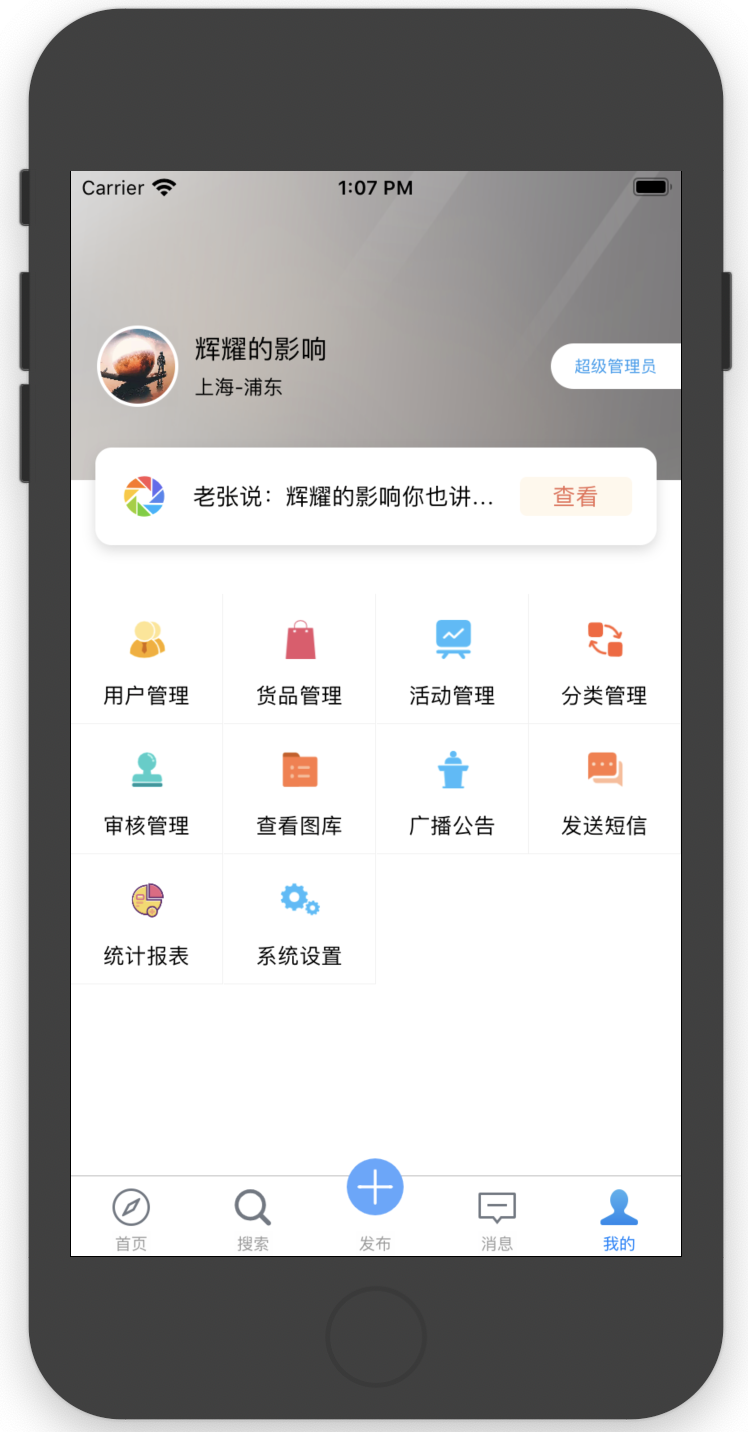 Carrier 1:07 PM
辉耀的影响
上海-浦东
超级管理员
老张说：辉耀的影响你也讲... 查看
用户管理 货品管理 活动管理 分类管理
审核管理 查看图库 广播公告 发送短信
统计报表 系统设置
首页 搜索 发布 消息 我的